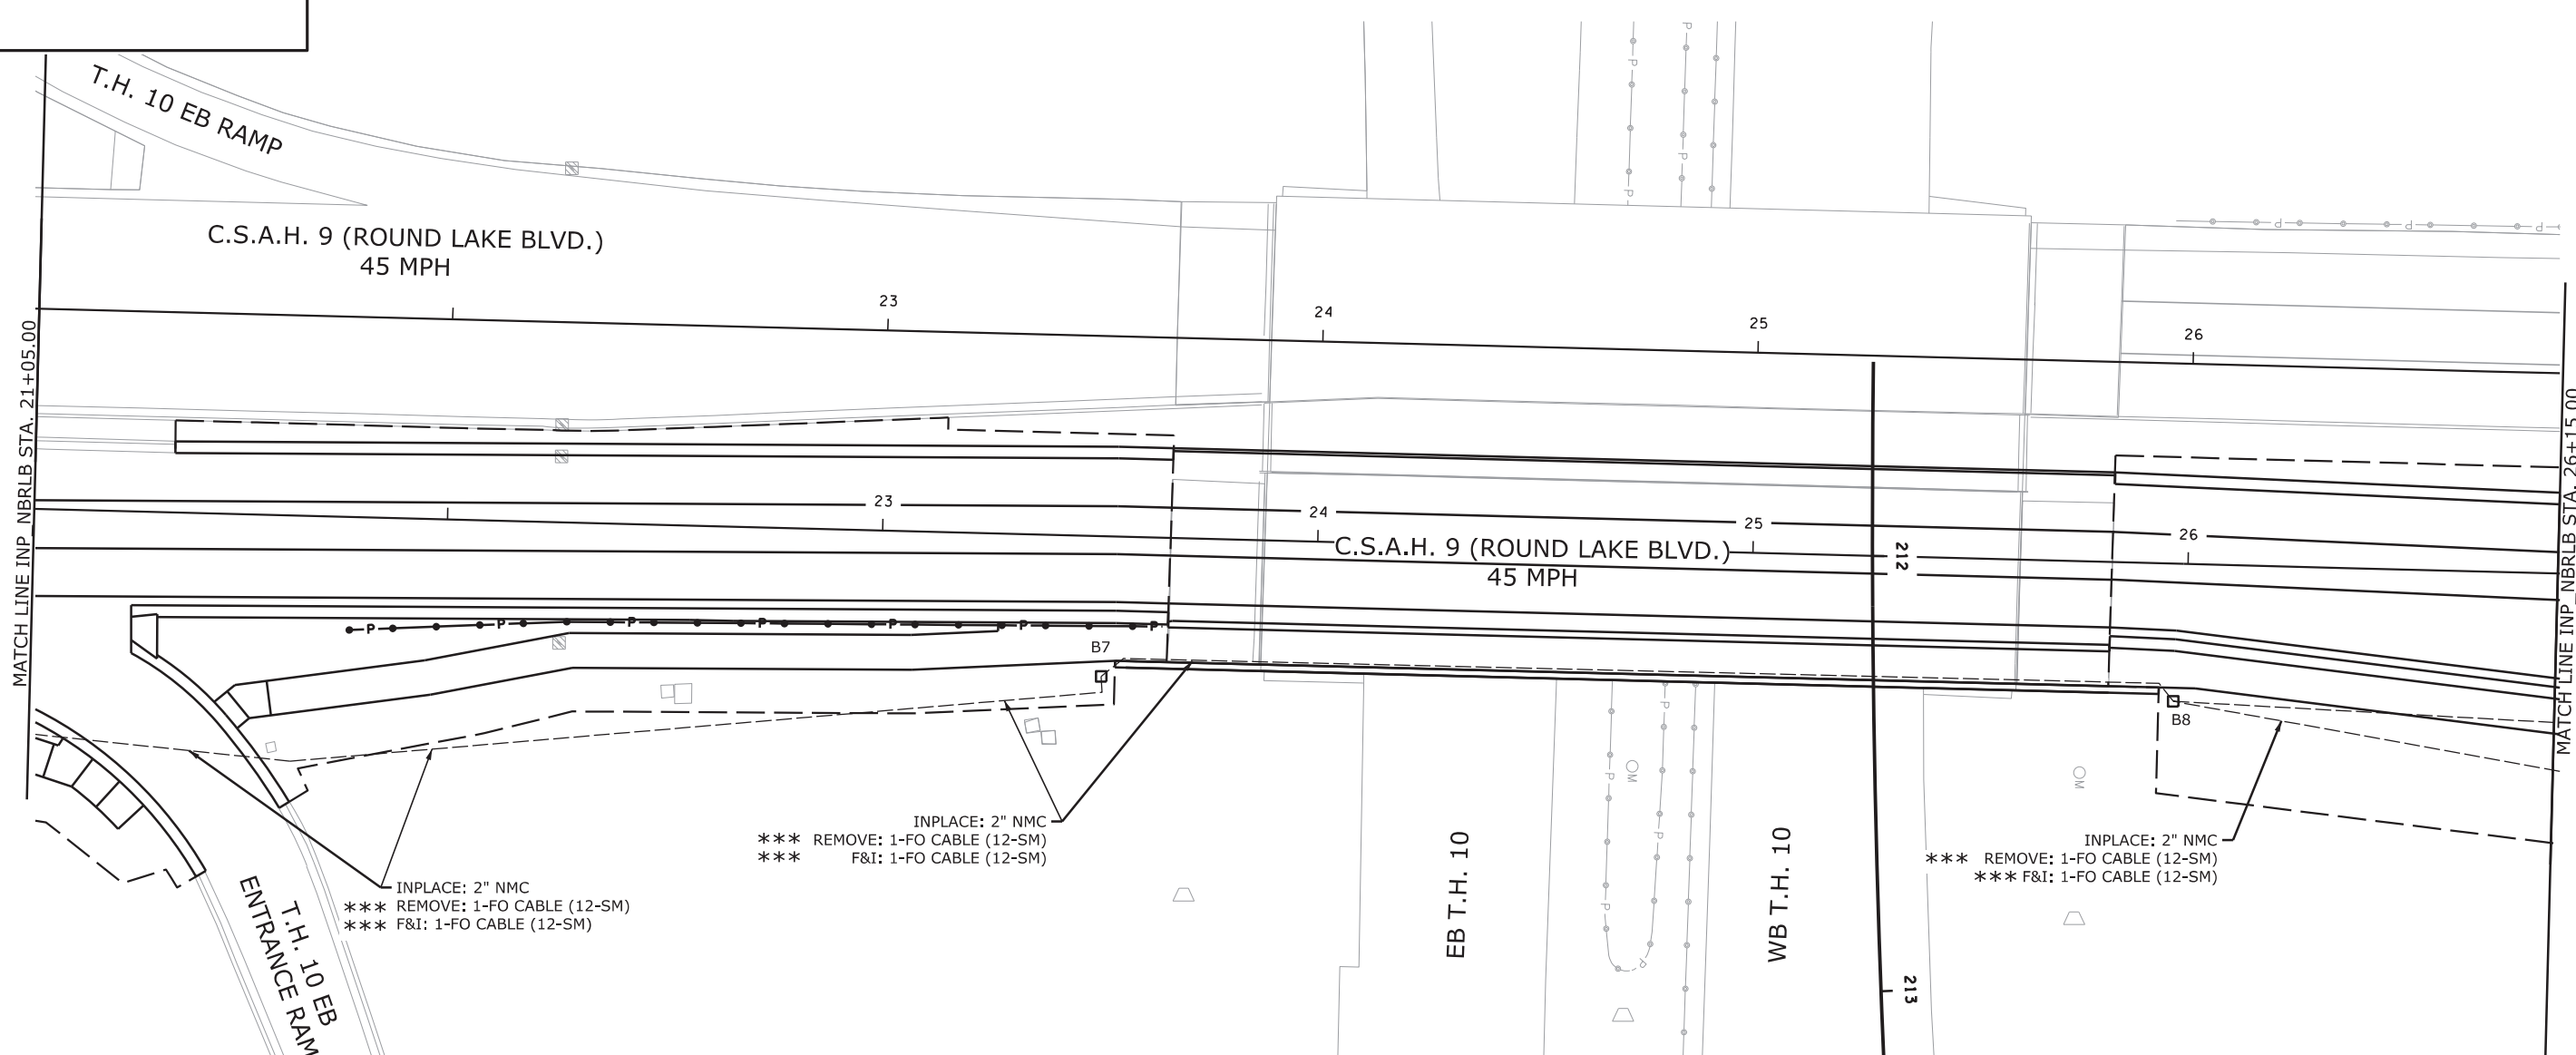 T.H. 10 EB RAMP
C.S.A.H. 9 (ROUND LAKE BLVD.)
45 MPH
23
24
25
26
MATCH LINE INP_NBRLB STA. 21+05.00
MATCH LINE INP_NBRLB STA. 26+15.00
23
24
25
26
C.S.A.H. 9 (ROUND LAKE BLVD.)
45 MPH
212
213
P P P P P P P
B7
B8
INPLACE: 2" NMC
*** REMOVE: 1-FO CABLE (12-SM)
*** F&I: 1-FO CABLE (12-SM)
INPLACE: 2" NMC
*** REMOVE: 1-FO CABLE (12-SM)
*** F&I: 1-FO CABLE (12-SM)
INPLACE: 2" NMC
*** REMOVE: 1-FO CABLE (12-SM)
*** F&I: 1-FO CABLE (12-SM)
T.H. 10 EB
ENTRANCE RAM
EB T.H. 10
WB T.H. 10
M
M